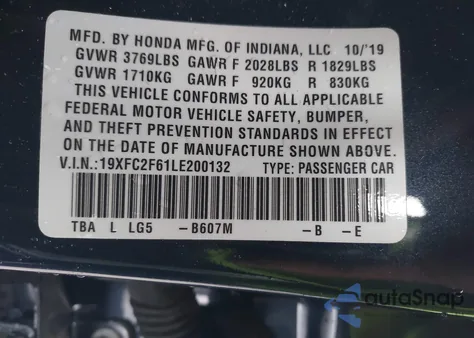 MFD. BY HONDA MFG. OF INDIANA, LLC 10/19
GVWR 3769LBS GAWR F 2028LBS R 1829LBS
GVWR 1710KG GAWR F 920KG R 830KG
THIS VEHICLE CONFORMS TO ALL APPLICABLE
FEDERAL MOTOR VEHICLE SAFETY, BUMPER,
AND THEFT PREVENTION STANDARDS IN EFFECT
ON THE DATE OF MANUFACTURE SHOWN ABOVE.
V.I.N.:19XFC2F61LE200132 TYPE: PASSENGER CAR
TBA L LG5 -B607M -B -E
autoSnap